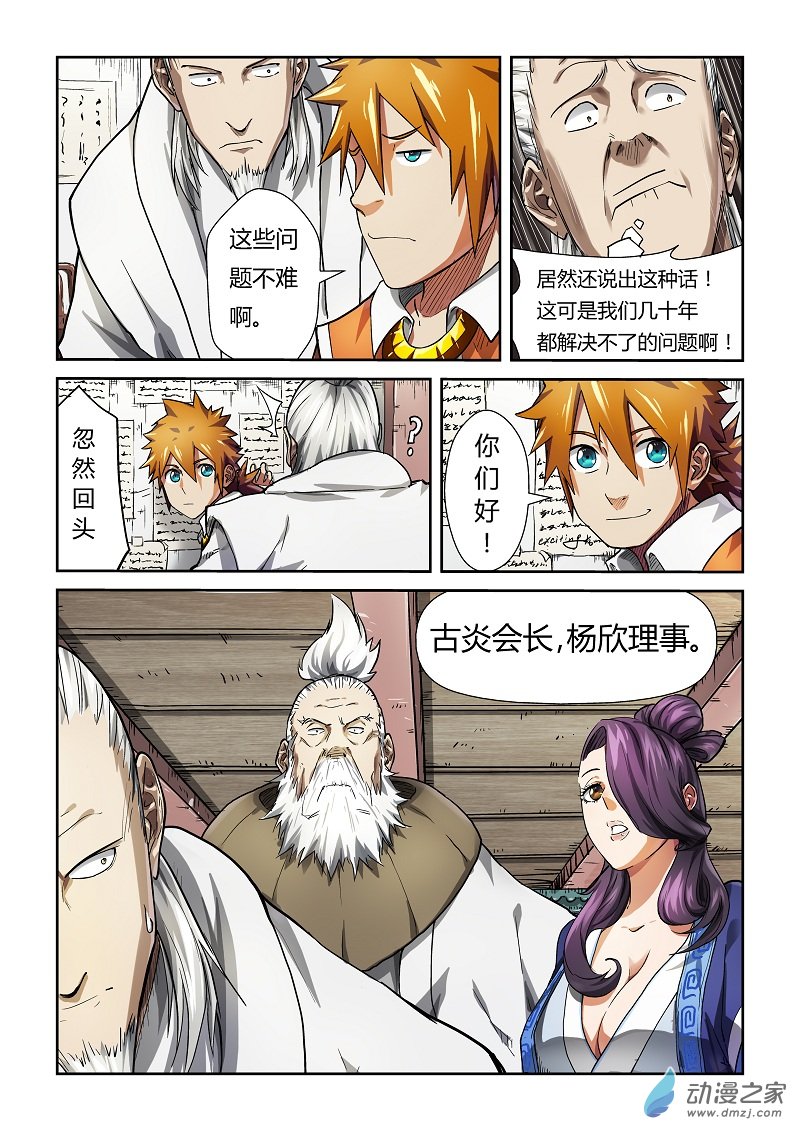 这些问
题不难
啊。
居然还说出这种话！
这可是我们几十年
都解决不了的问题啊！
忽然
回头
?
你
们
好！
exciting
古炎会长，杨欣理事。
动漫之家
www.dmzj.com